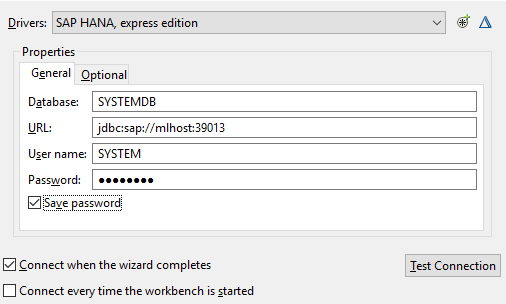 Drivers: SAP HANA, express edition
Properties
General Optional
Database: SYSTEMDB
URL: jdbc:sap://mlhost:39013
User name: SYSTEM
Password: ●●●●●●●●
Save password
Connect when the wizard completes Test Connection
Connect every time the workbench is started